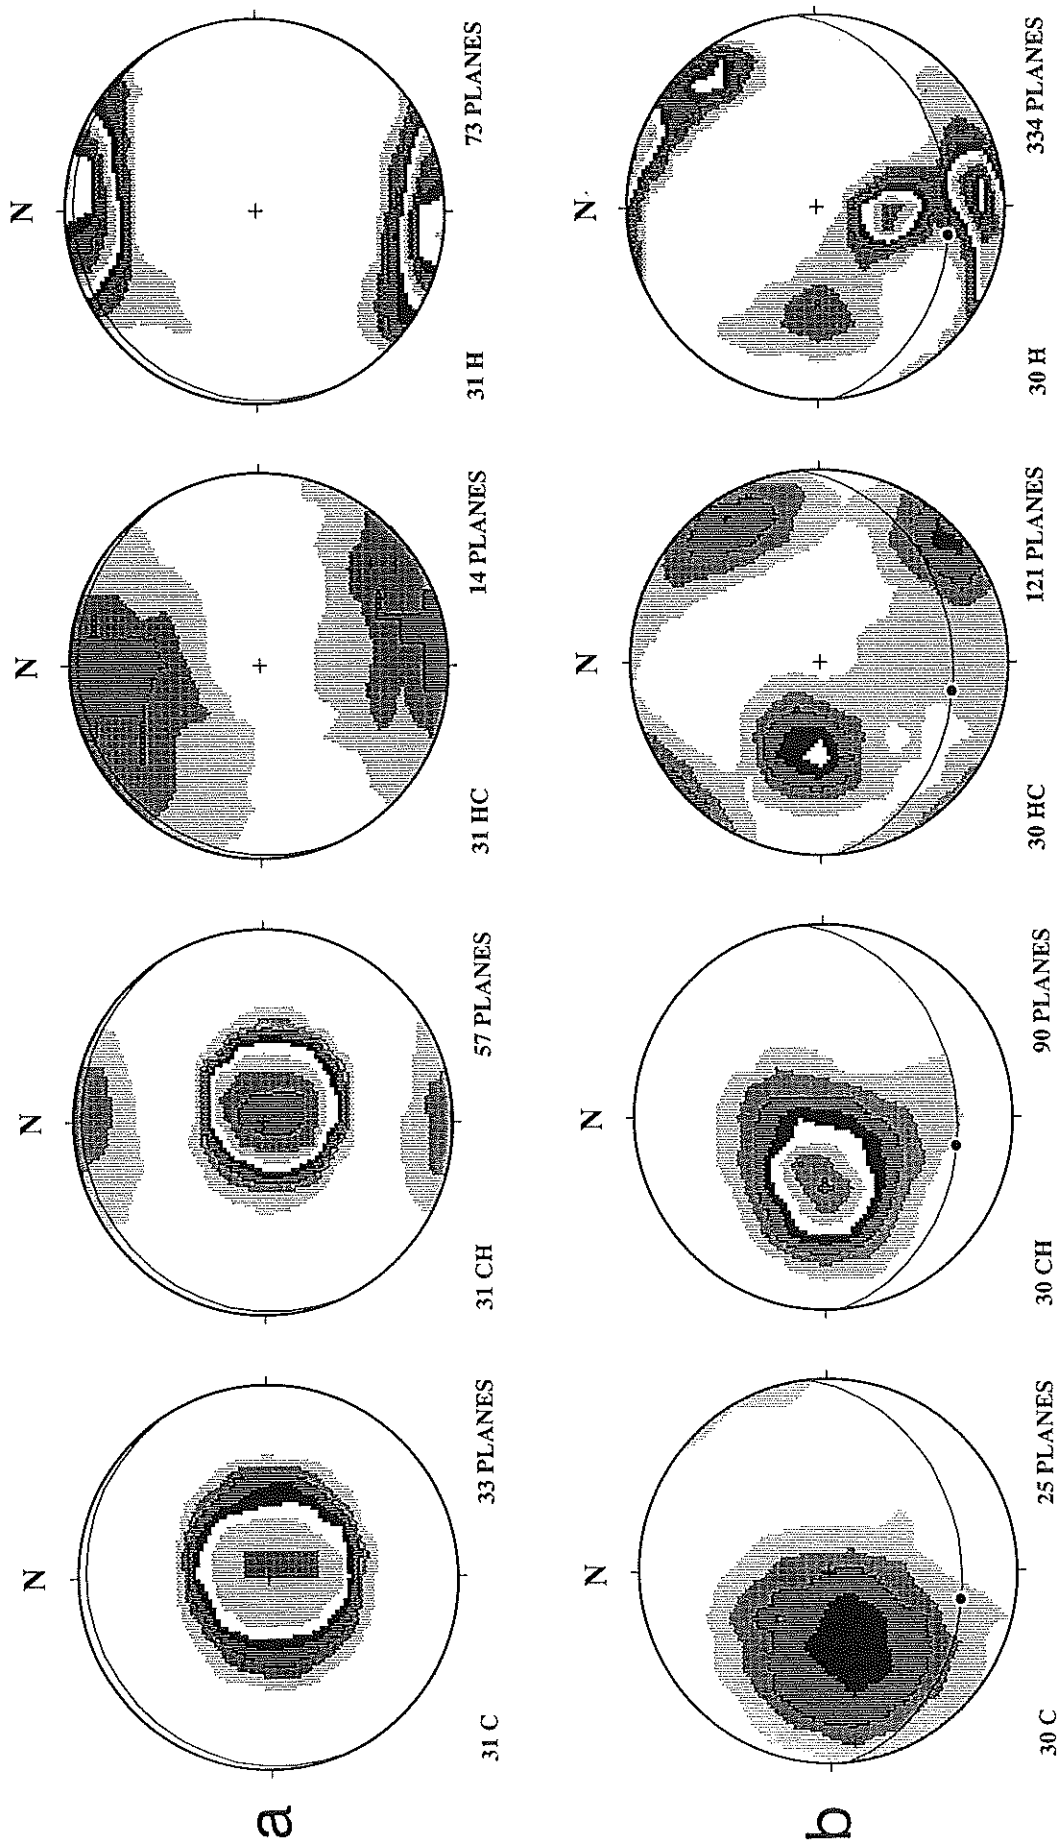 a
N N N N
31 C 33 PLANES 31 CH 57 PLANES 31 HC 14 PLANES 31 H 73 PLANES
b
N N N N
30 C 25 PLANES 30 CH 90 PLANES 30 HC 121 PLANES 30 H 334 PLANES